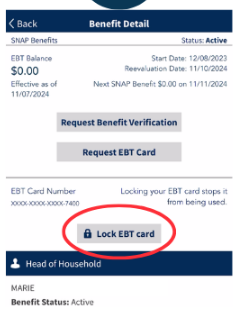 Back Benefit Detail
SNAP Benefits Status: Active
EBT Balance Start Date: 12/08/2023
$0.00 Reevaluation Date: 11/10/2024
Effective as of Next SNAP Benefit $0.00 on 11/11/2024
11/07/2024
Request Benefit Verification
Request EBT Card
EBT Card Number Locking your EBT card stops it
XXXX-XXXX-XXXX-7400 from being used.
Lock EBT card
Head of Household
MARIE
Benefit Status: Active